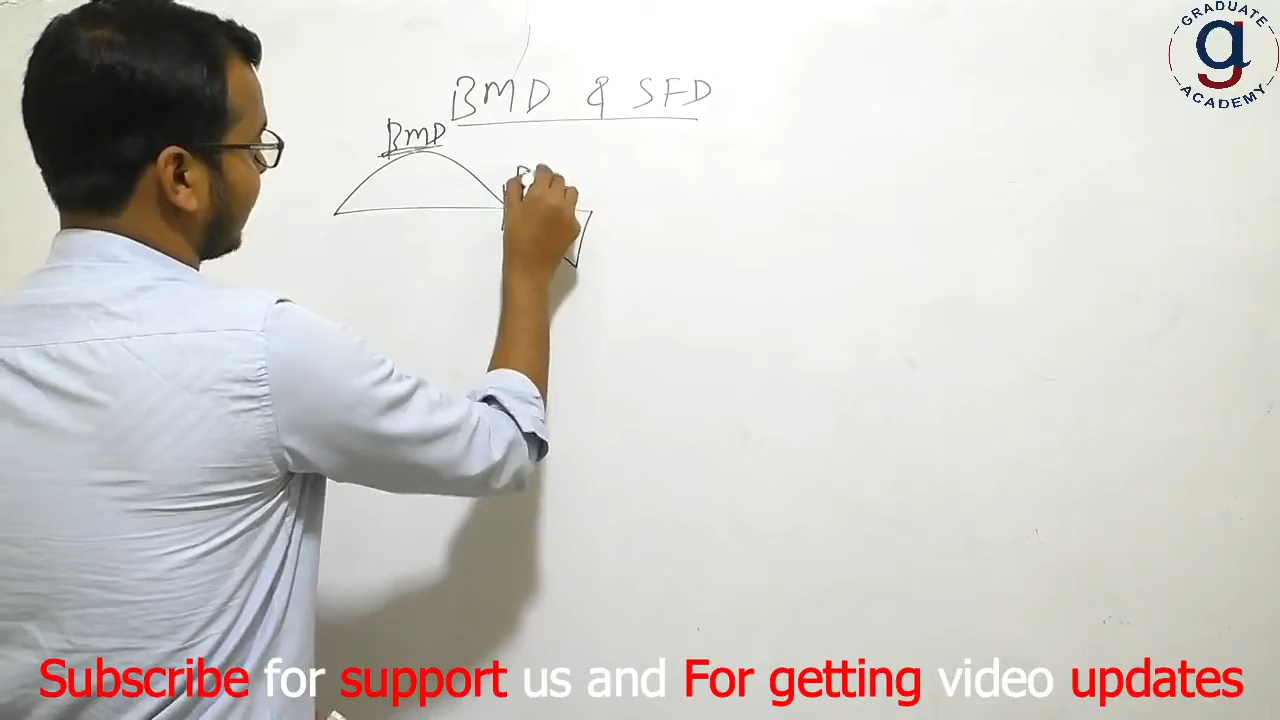 GRADUATE
ACADEMY
BMD & SFD
BMD
Subscribe for support us and For getting video updates